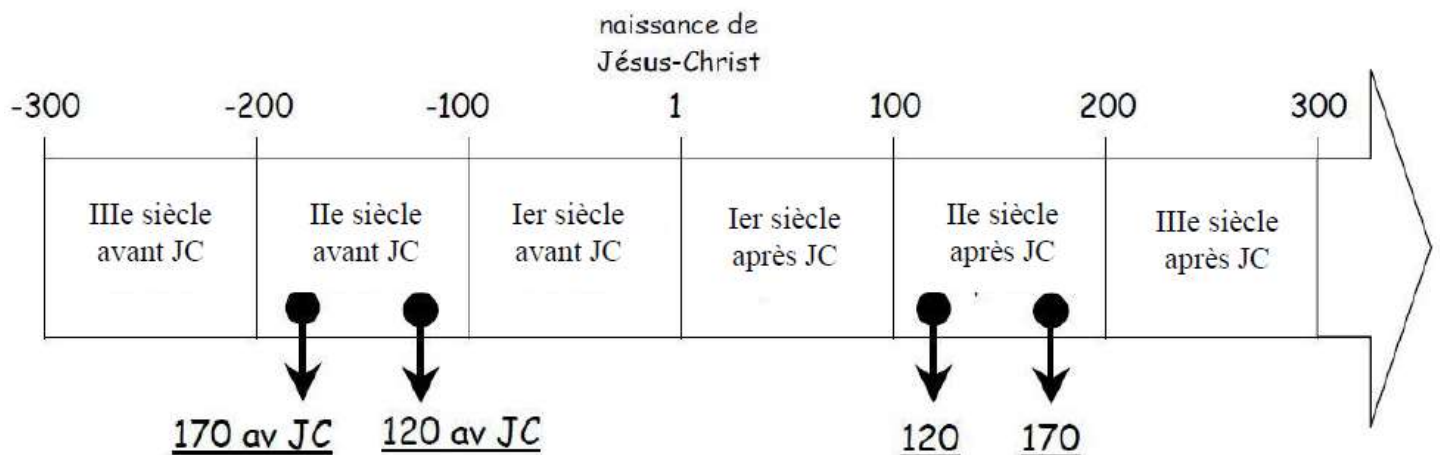 naissance de
Jésus-Christ
-300 -200 -100 1 100 200 300
IIIe siècle IIe siècle Ier siècle Ier siècle IIe siècle IIIe siècle
avant JC avant JC avant JC après JC après JC après JC
170 av JC 120 av JC 120 170